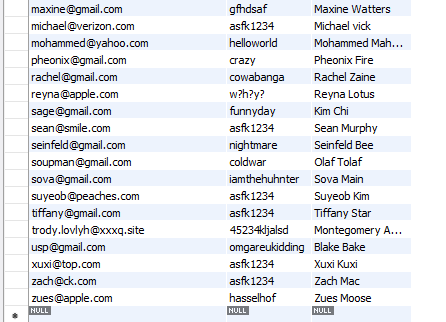 maxine@gmail.com gfhdsaf Maxine Watters
michael@verizon.com asfk1234 Michael vick
mohammed@yahoo.com helloworld Mohammed Mah...
pheonix@gmail.com crazy Pheonix Fire
rachel@gmail.com cowabanga Rachel Zaine
reyna@apple.com w?h?y? Reyna Lotus
sage@gmail.com funnyday Kim Chi
sean@smile.com asfk1234 Sean Murphy
seinfeld@gmail.com nightmare Seinfeld Bee
soupman@gmail.com coldwar Olaf Tolaf
sova@gmail.com iamthehuhnter Sova Main
suyeob@peaches.com asfk1234 Suyeob Kim
tiffany@gmail.com asfk1234 Tiffany Star
trody.lovlyh@xxxq.site 45234kljalsd Montegomery A...
usp@gmail.com omgareukidding Blake Bake
xuxi@top.com asfk1234 Xuxi Kuxi
zach@ck.com asfk1234 Zach Mac
zues@apple.com hasselhof Zues Moose
NULL NULL NULL